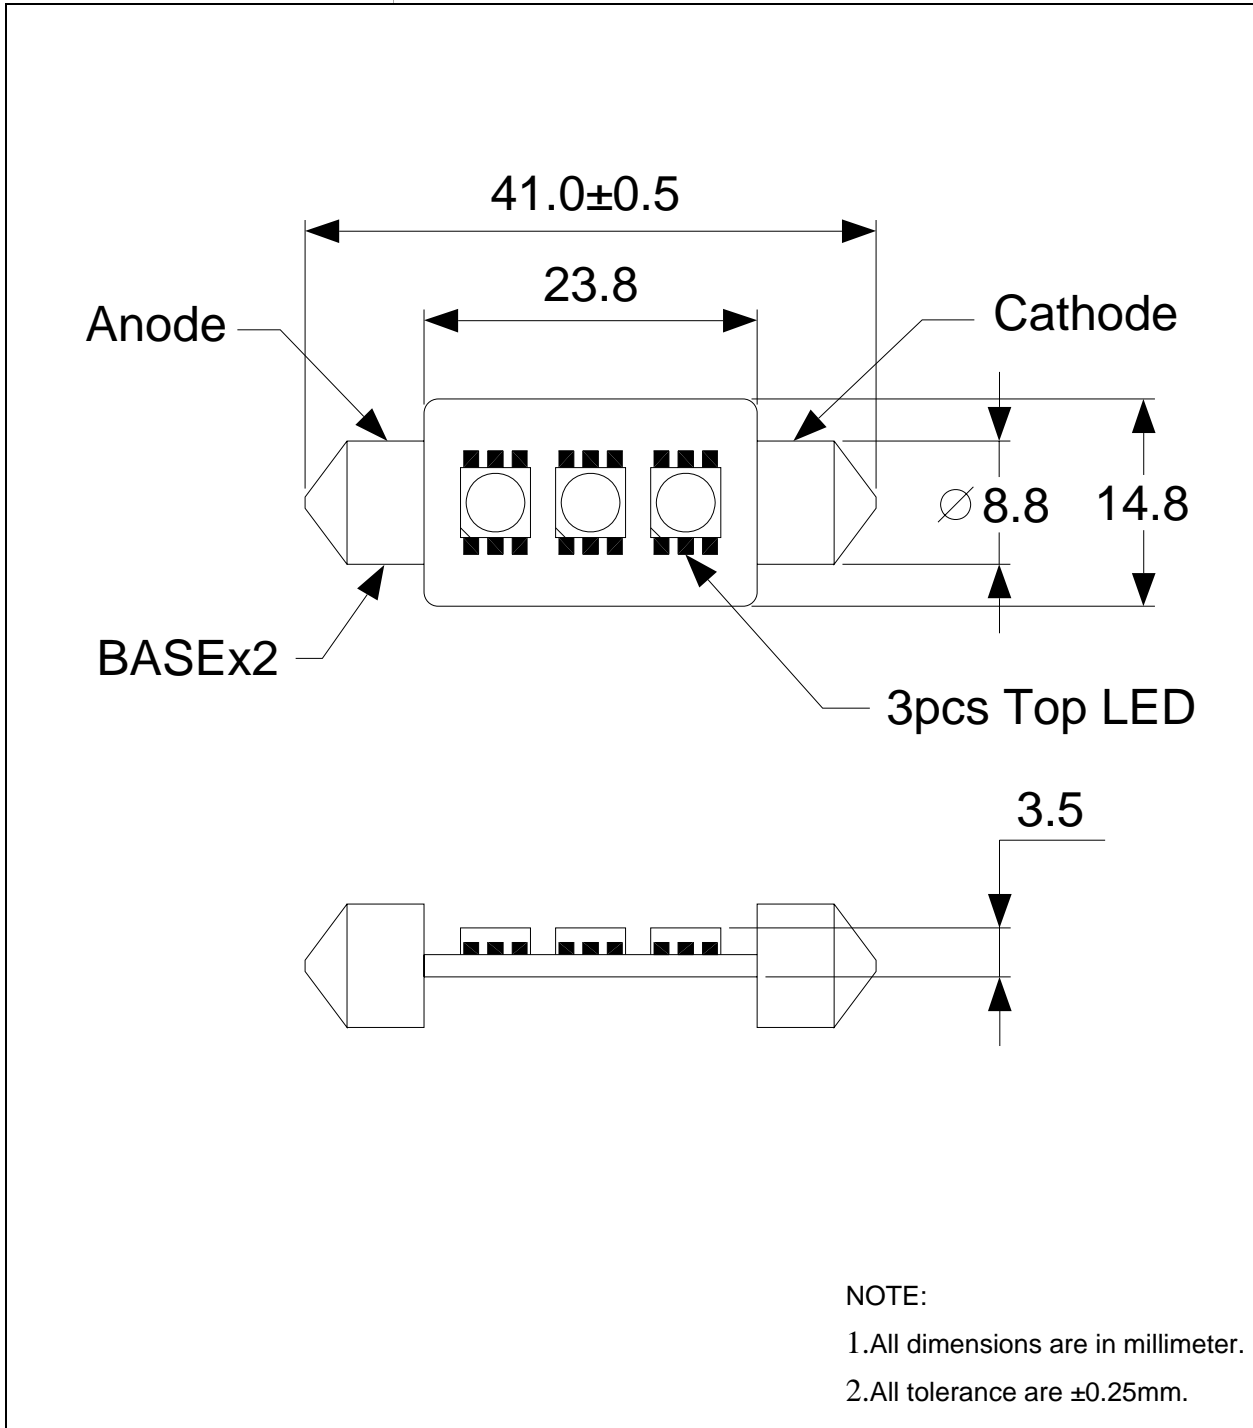 41.0±0.5
23.8
Anode
Cathode
⌀8.8
14.8
BASEx2
3pcs Top LED
3.5
NOTE:
1.All dimensions are in millimeter.
2.All tolerance are ±0.25mm.